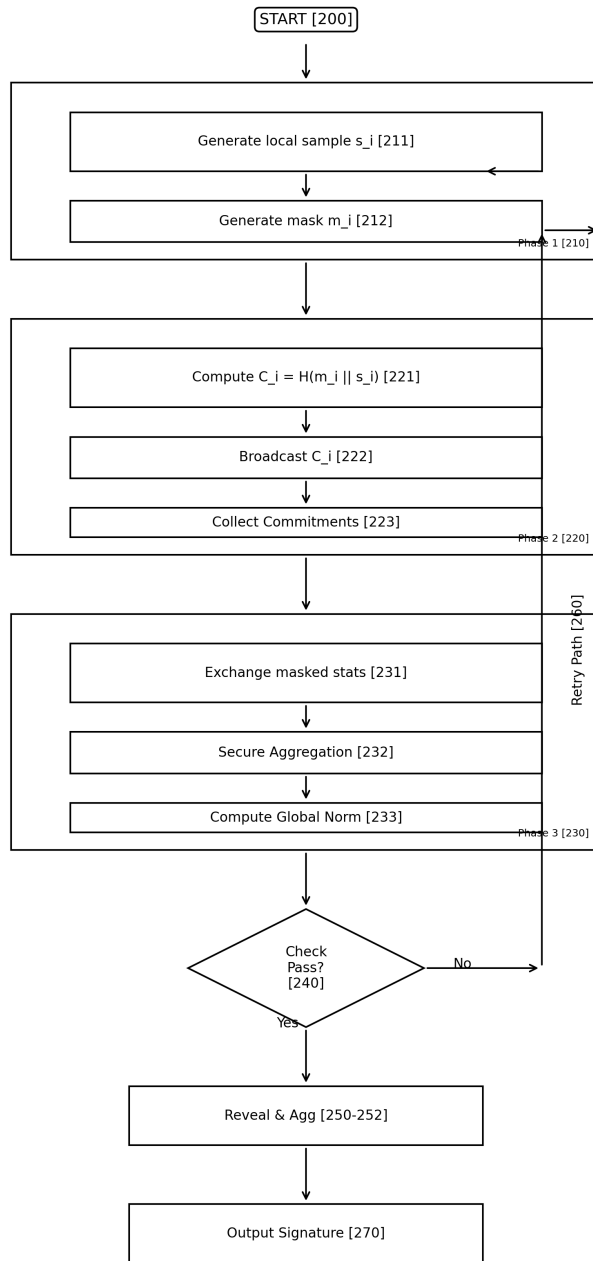 START [200]
Generate local sample s_i [211]
Generate mask m_i [212]
Phase 1 [210]
Compute C_i = H(m_i || s_i) [221]
Broadcast C_i [222]
Collect Commitments [223]
Phase 2 [220]
Retry Path [260]
Exchange masked stats [231]
Secure Aggregation [232]
Compute Global Norm [233]
Phase 3 [230]
Check
Pass?
[240]
No
Yes
Reveal & Agg [250-252]
Output Signature [270]